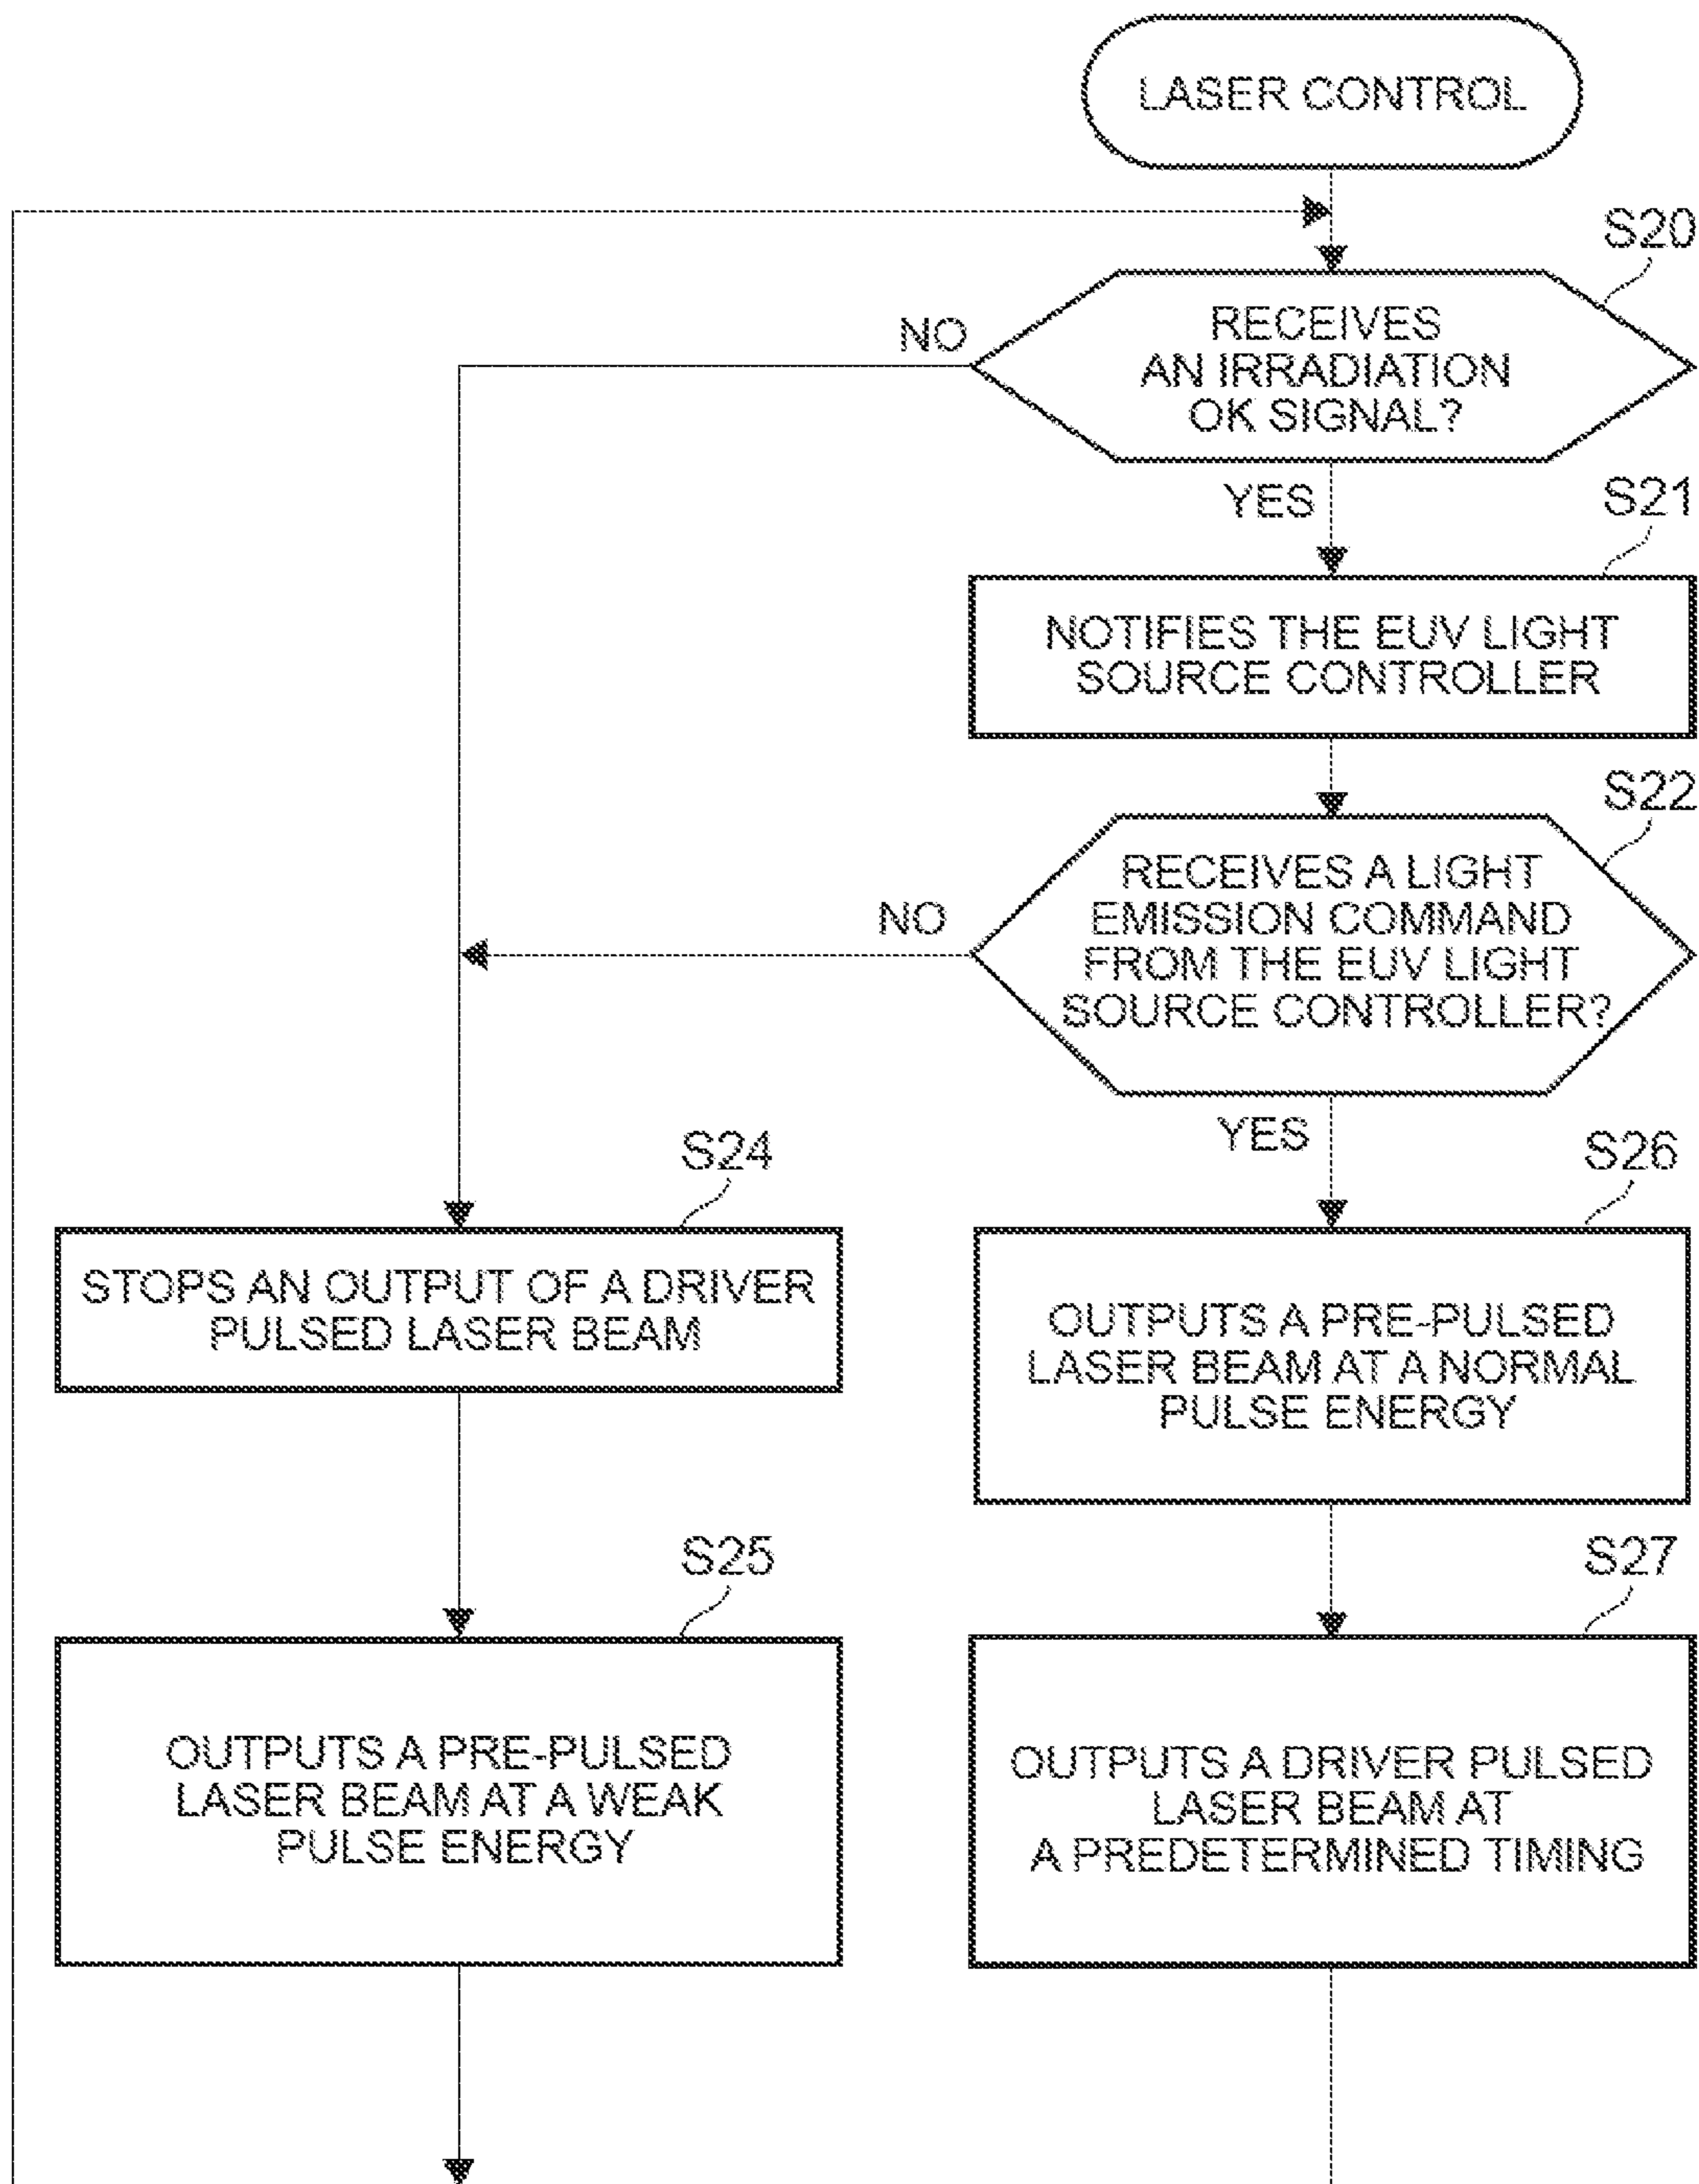 LASER CONTROL
S20
RECEIVES
AN IRRADIATION
OK SIGNAL?
NO
YES
S21
NOTIFIES THE EUV LIGHT
SOURCE CONTROLLER
S22
RECEIVES A LIGHT
EMISSION COMMAND
FROM THE EUV LIGHT
SOURCE CONTROLLER?
NO
YES
S24
STOPS AN OUTPUT OF A DRIVER
PULSED LASER BEAM
S26
OUTPUTS A PRE-PULSED
LASER BEAM AT A NORMAL
PULSE ENERGY
S25
OUTPUTS A PRE-PULSED
LASER BEAM AT A WEAK
PULSE ENERGY
S27
OUTPUTS A DRIVER PULSED
LASER BEAM AT
A PREDETERMINED TIMING